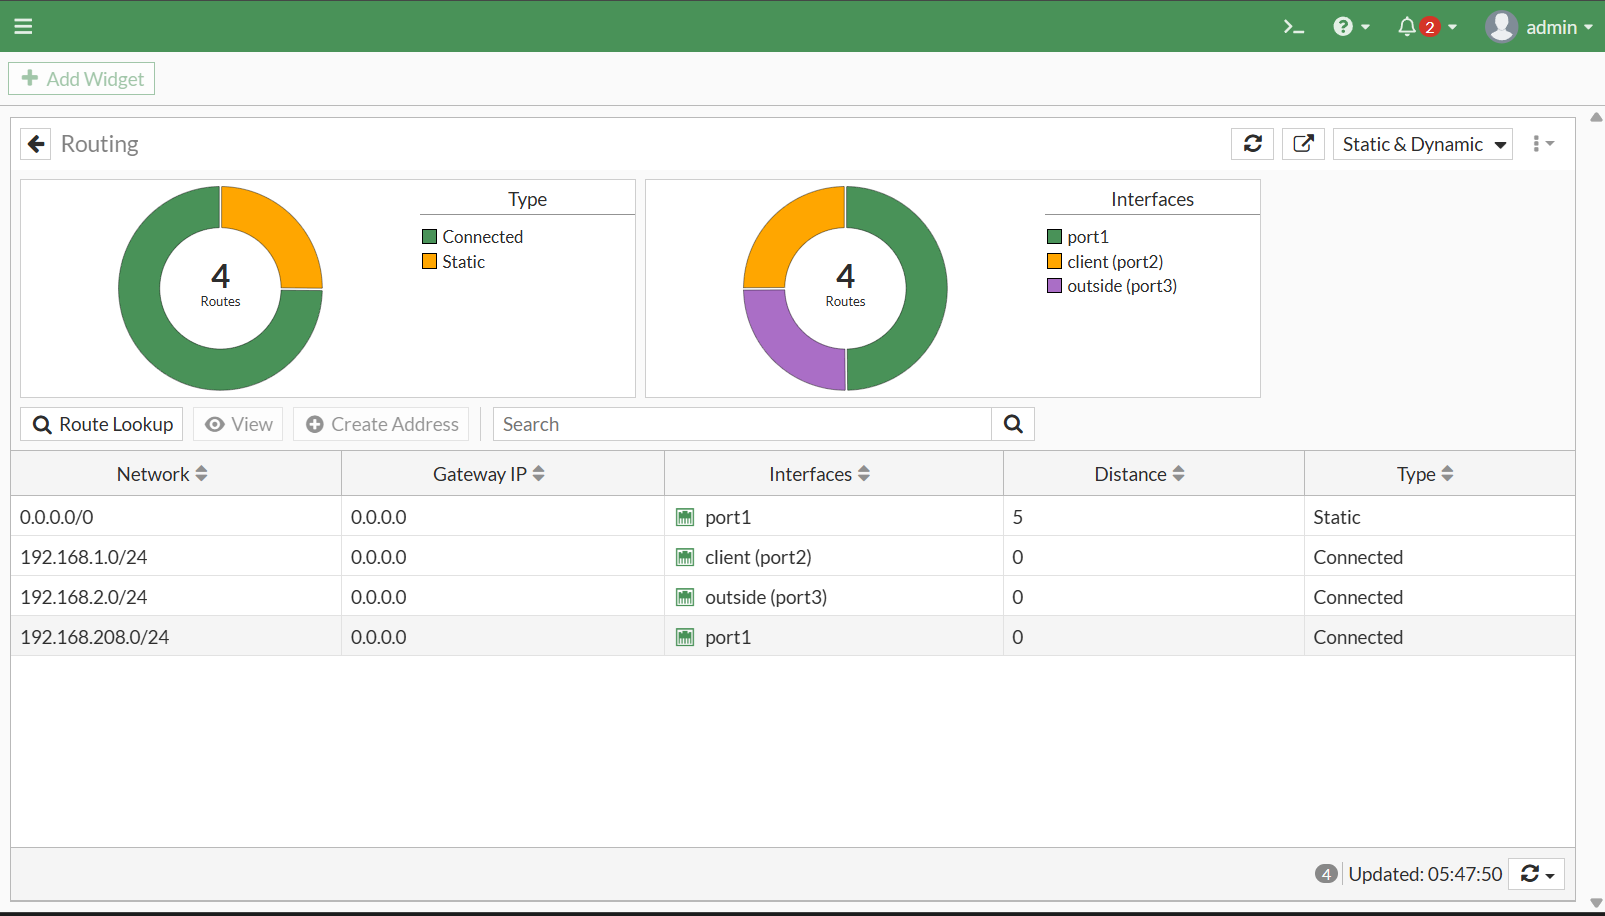 2
admin
Add Widget
Routing
Static & Dynamic
4
Routes
Type
Connected
Static
4
Routes
Interfaces
port1
client (port2)
outside (port3)
Route Lookup
View
Create Address
Search
Network Gateway IP Interfaces Distance Type
0.0.0.0/0 0.0.0.0 port1 5 Static
192.168.1.0/24 0.0.0.0 client (port2) 0 Connected
192.168.2.0/24 0.0.0.0 outside (port3) 0 Connected
192.168.208.0/24 0.0.0.0 port1 0 Connected
4 Updated: 05:47:50